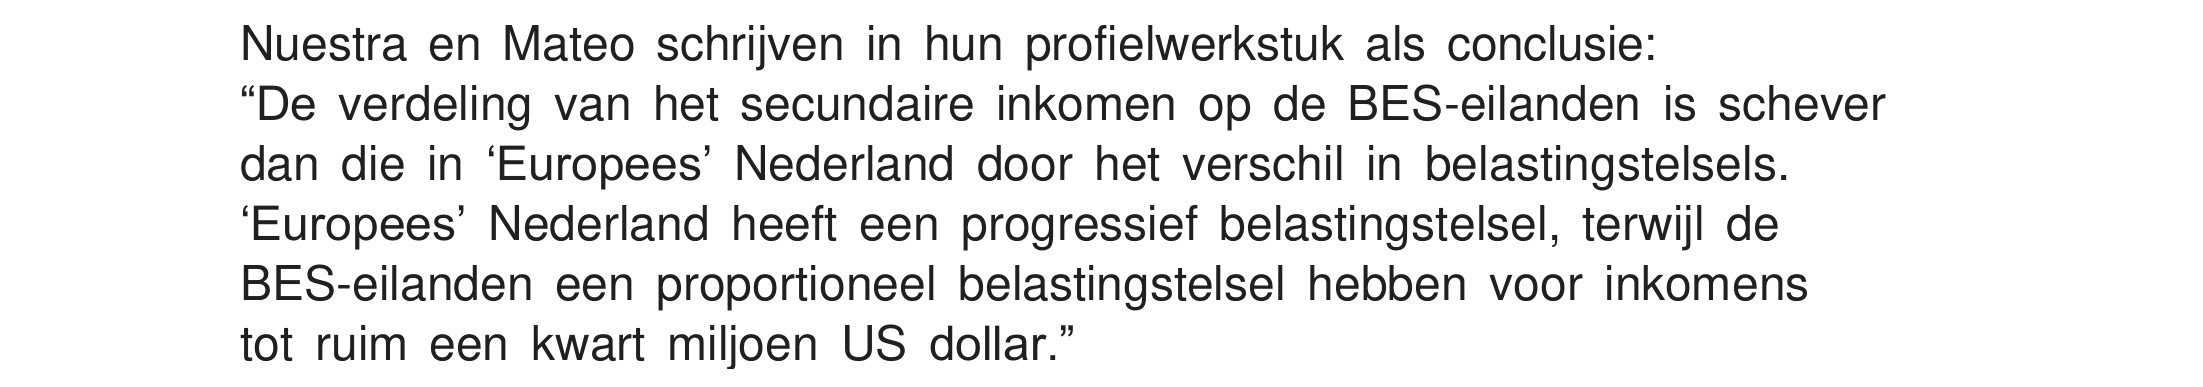 Nuestra en Mateo schrijven in hun profielwerkstuk als conclusie:
“De verdeling van het secundaire inkomen op de BES-eilanden is schever
dan die in ‘Europees’ Nederland door het verschil in belastingstelsels.
‘Europees’ Nederland heeft een progressief belastingstelsel, terwijl de
BES-eilanden een proportioneel belastingstelsel hebben voor inkomens
tot ruim een kwart miljoen US dollar.”